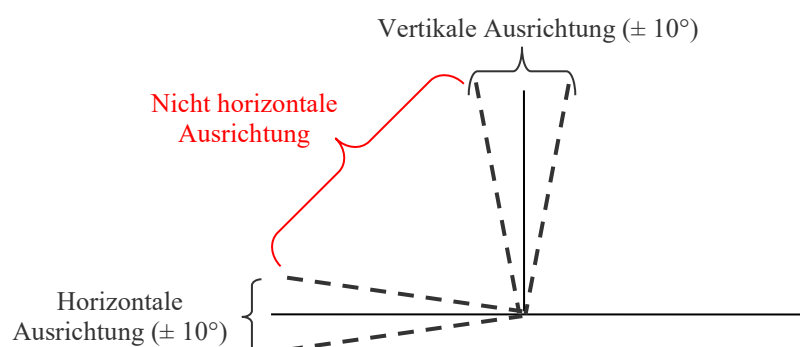 Vertikale Ausrichtung (± 10°)
Nicht horizontale
Ausrichtung
Horizontale
Ausrichtung (± 10°)